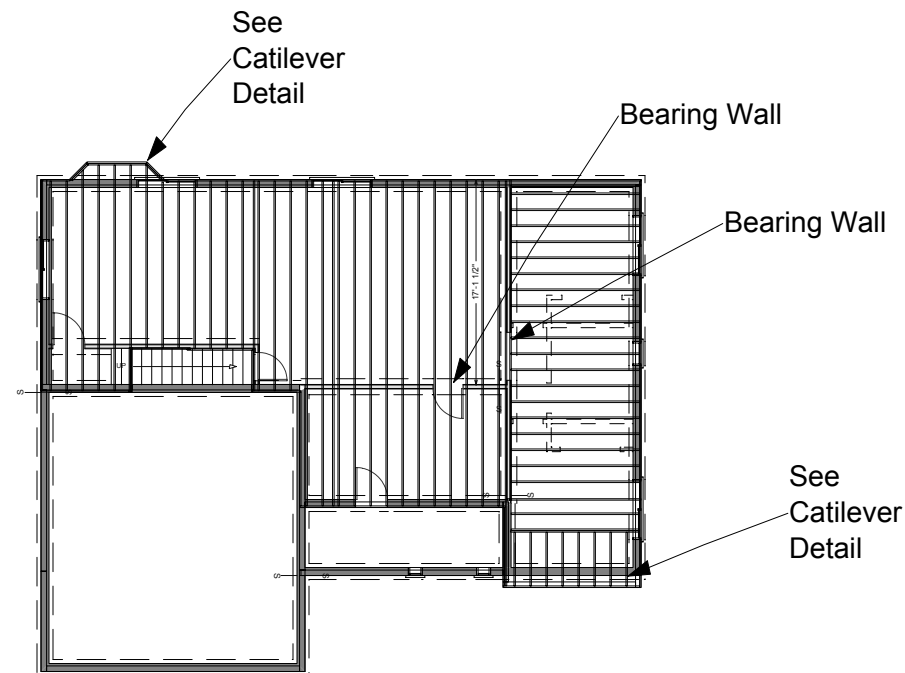 See
Catilever
Detail
Bearing Wall
Bearing Wall
17'-1 1/2"
UP
S
S
S
S
S
S
S
S
See
Catilever
Detail